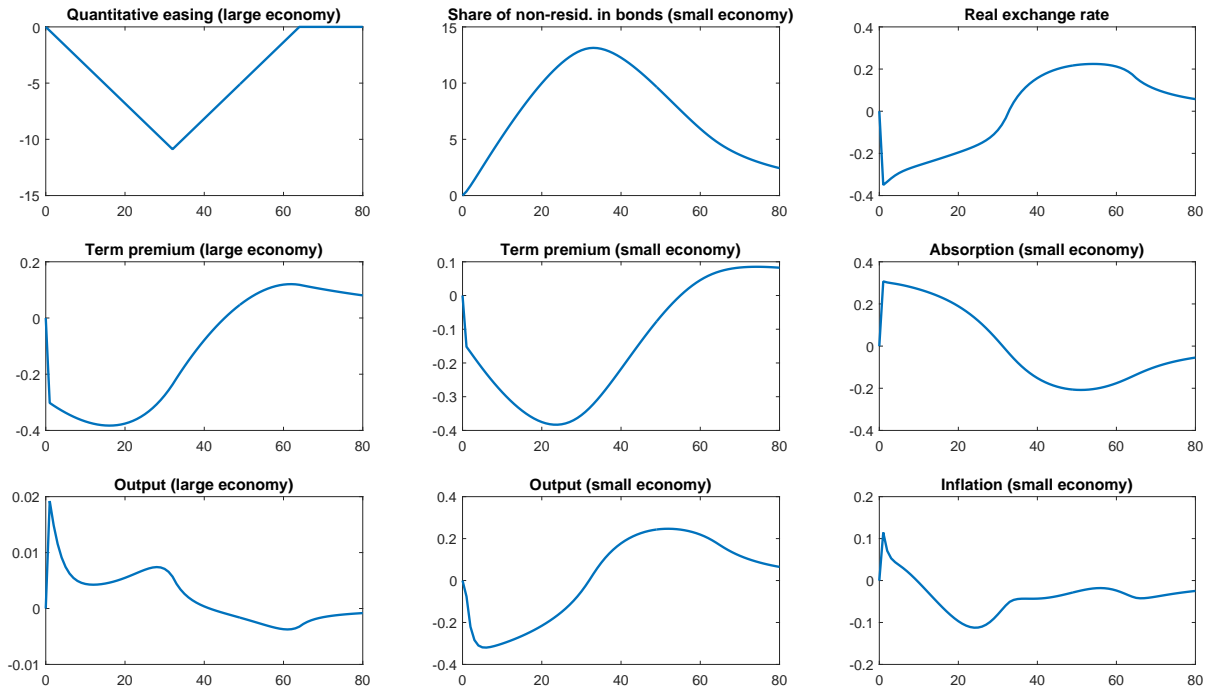 Quantitative easing (large economy)
0
-5
-10
-15
0 20 40 60 80
Share of non-resid. in bonds (small economy)
15
10
5
0
0 20 40 60 80
Real exchange rate
0.4
0.2
0
-0.2
-0.4
0 20 40 60 80
Term premium (large economy)
0.2
0
-0.2
-0.4
0 20 40 60 80
Term premium (small economy)
0.1
0
-0.1
-0.2
-0.3
-0.4
0 20 40 60 80
Absorption (small economy)
0.4
0.2
0
-0.2
-0.4
0 20 40 60 80
Output (large economy)
0.02
0.01
0
-0.01
0 20 40 60 80
Output (small economy)
0.4
0.2
0
-0.2
-0.4
0 20 40 60 80
Inflation (small economy)
0.2
0.1
0
-0.1
-0.2
0 20 40 60 80